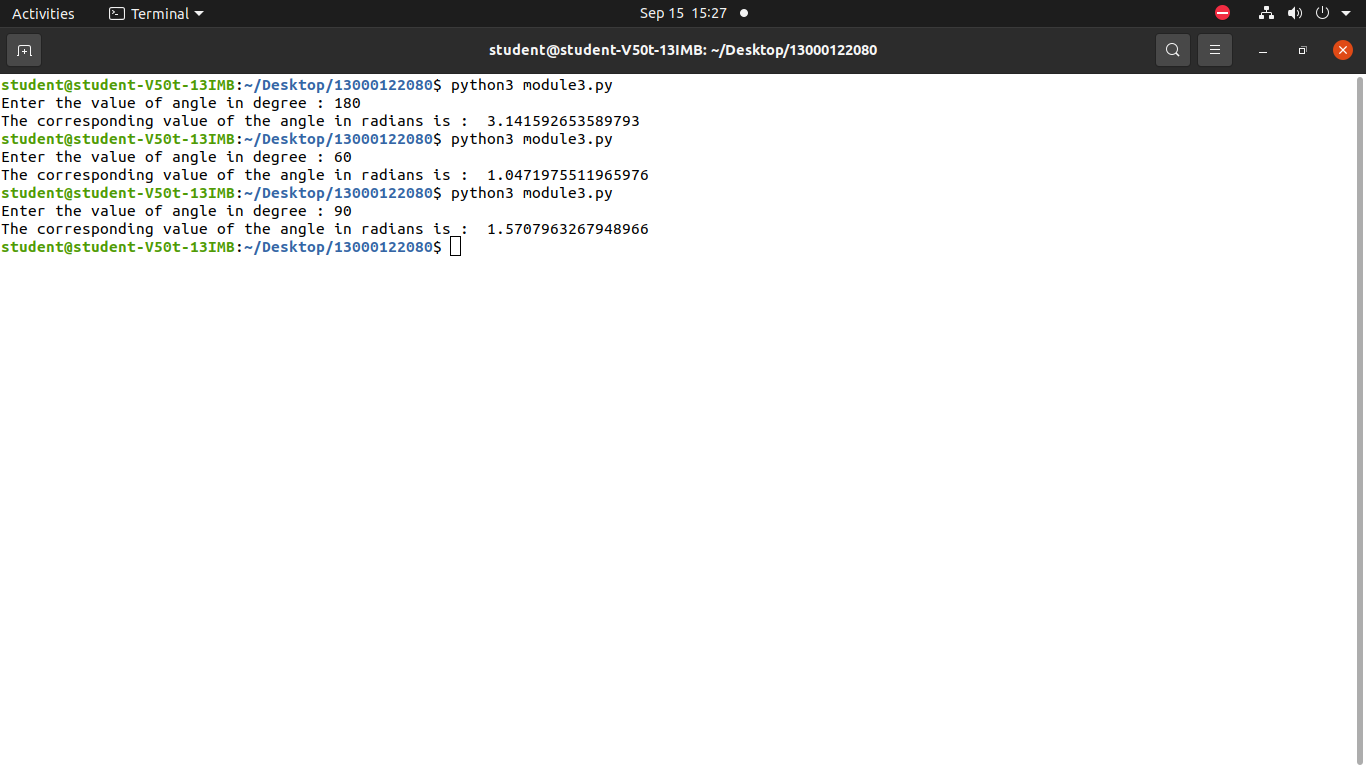 Activities Terminal Sep 15 15:27
student@student-V50t-13IMB: ~/Desktop/13000122080
student@student-V50t-13IMB:~/Desktop/13000122080$ python3 module3.py
Enter the value of angle in degree : 180
The corresponding value of the angle in radians is :  3.141592653589793
student@student-V50t-13IMB:~/Desktop/13000122080$ python3 module3.py
Enter the value of angle in degree : 60
The corresponding value of the angle in radians is :  1.0471975511965976
student@student-V50t-13IMB:~/Desktop/13000122080$ python3 module3.py
Enter the value of angle in degree : 90
The corresponding value of the angle in radians is :  1.5707963267948966
student@student-V50t-13IMB:~/Desktop/13000122080$